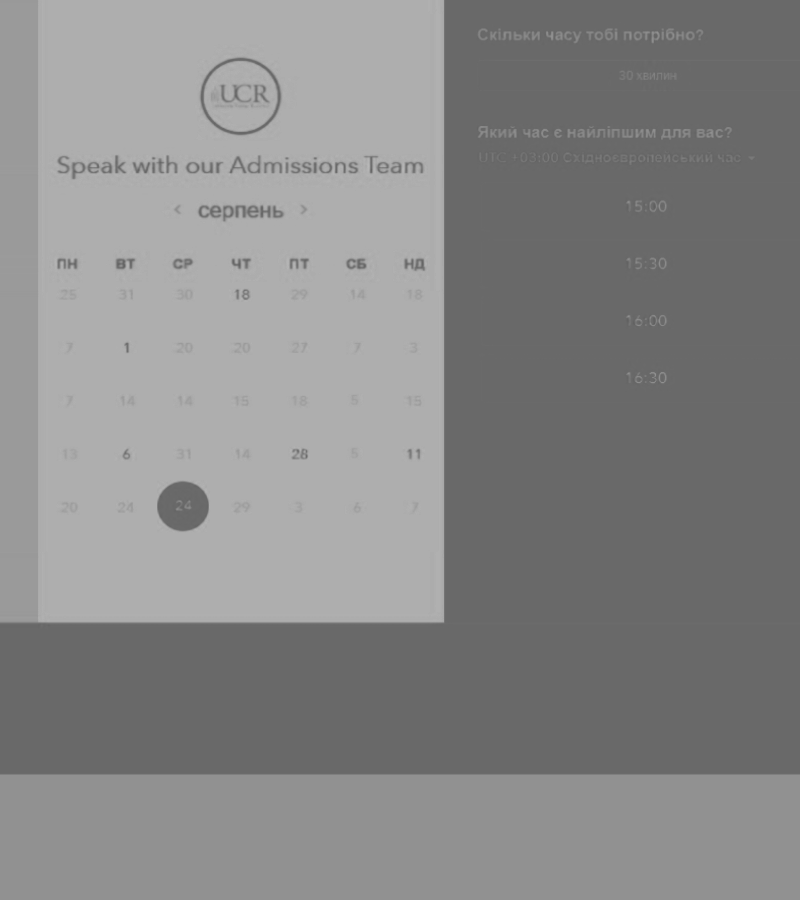 UCR
Speak with our Admissions Team
< серпень >
ПН ВТ СР ЧТ ПТ СБ НД
25 31 30 18 29 14 18
7 1 20 20 27 7 3
7 14 14 15 18 5 15
13 6 31 14 28 5 11
20 24 24 29 3 6 7
Скільки часу тобі потрібно?
30 хвилин
Який час є найліпшим для вас?
UTC +03:00 Східноєвропейський час
15:00
15:30
16:00
16:30